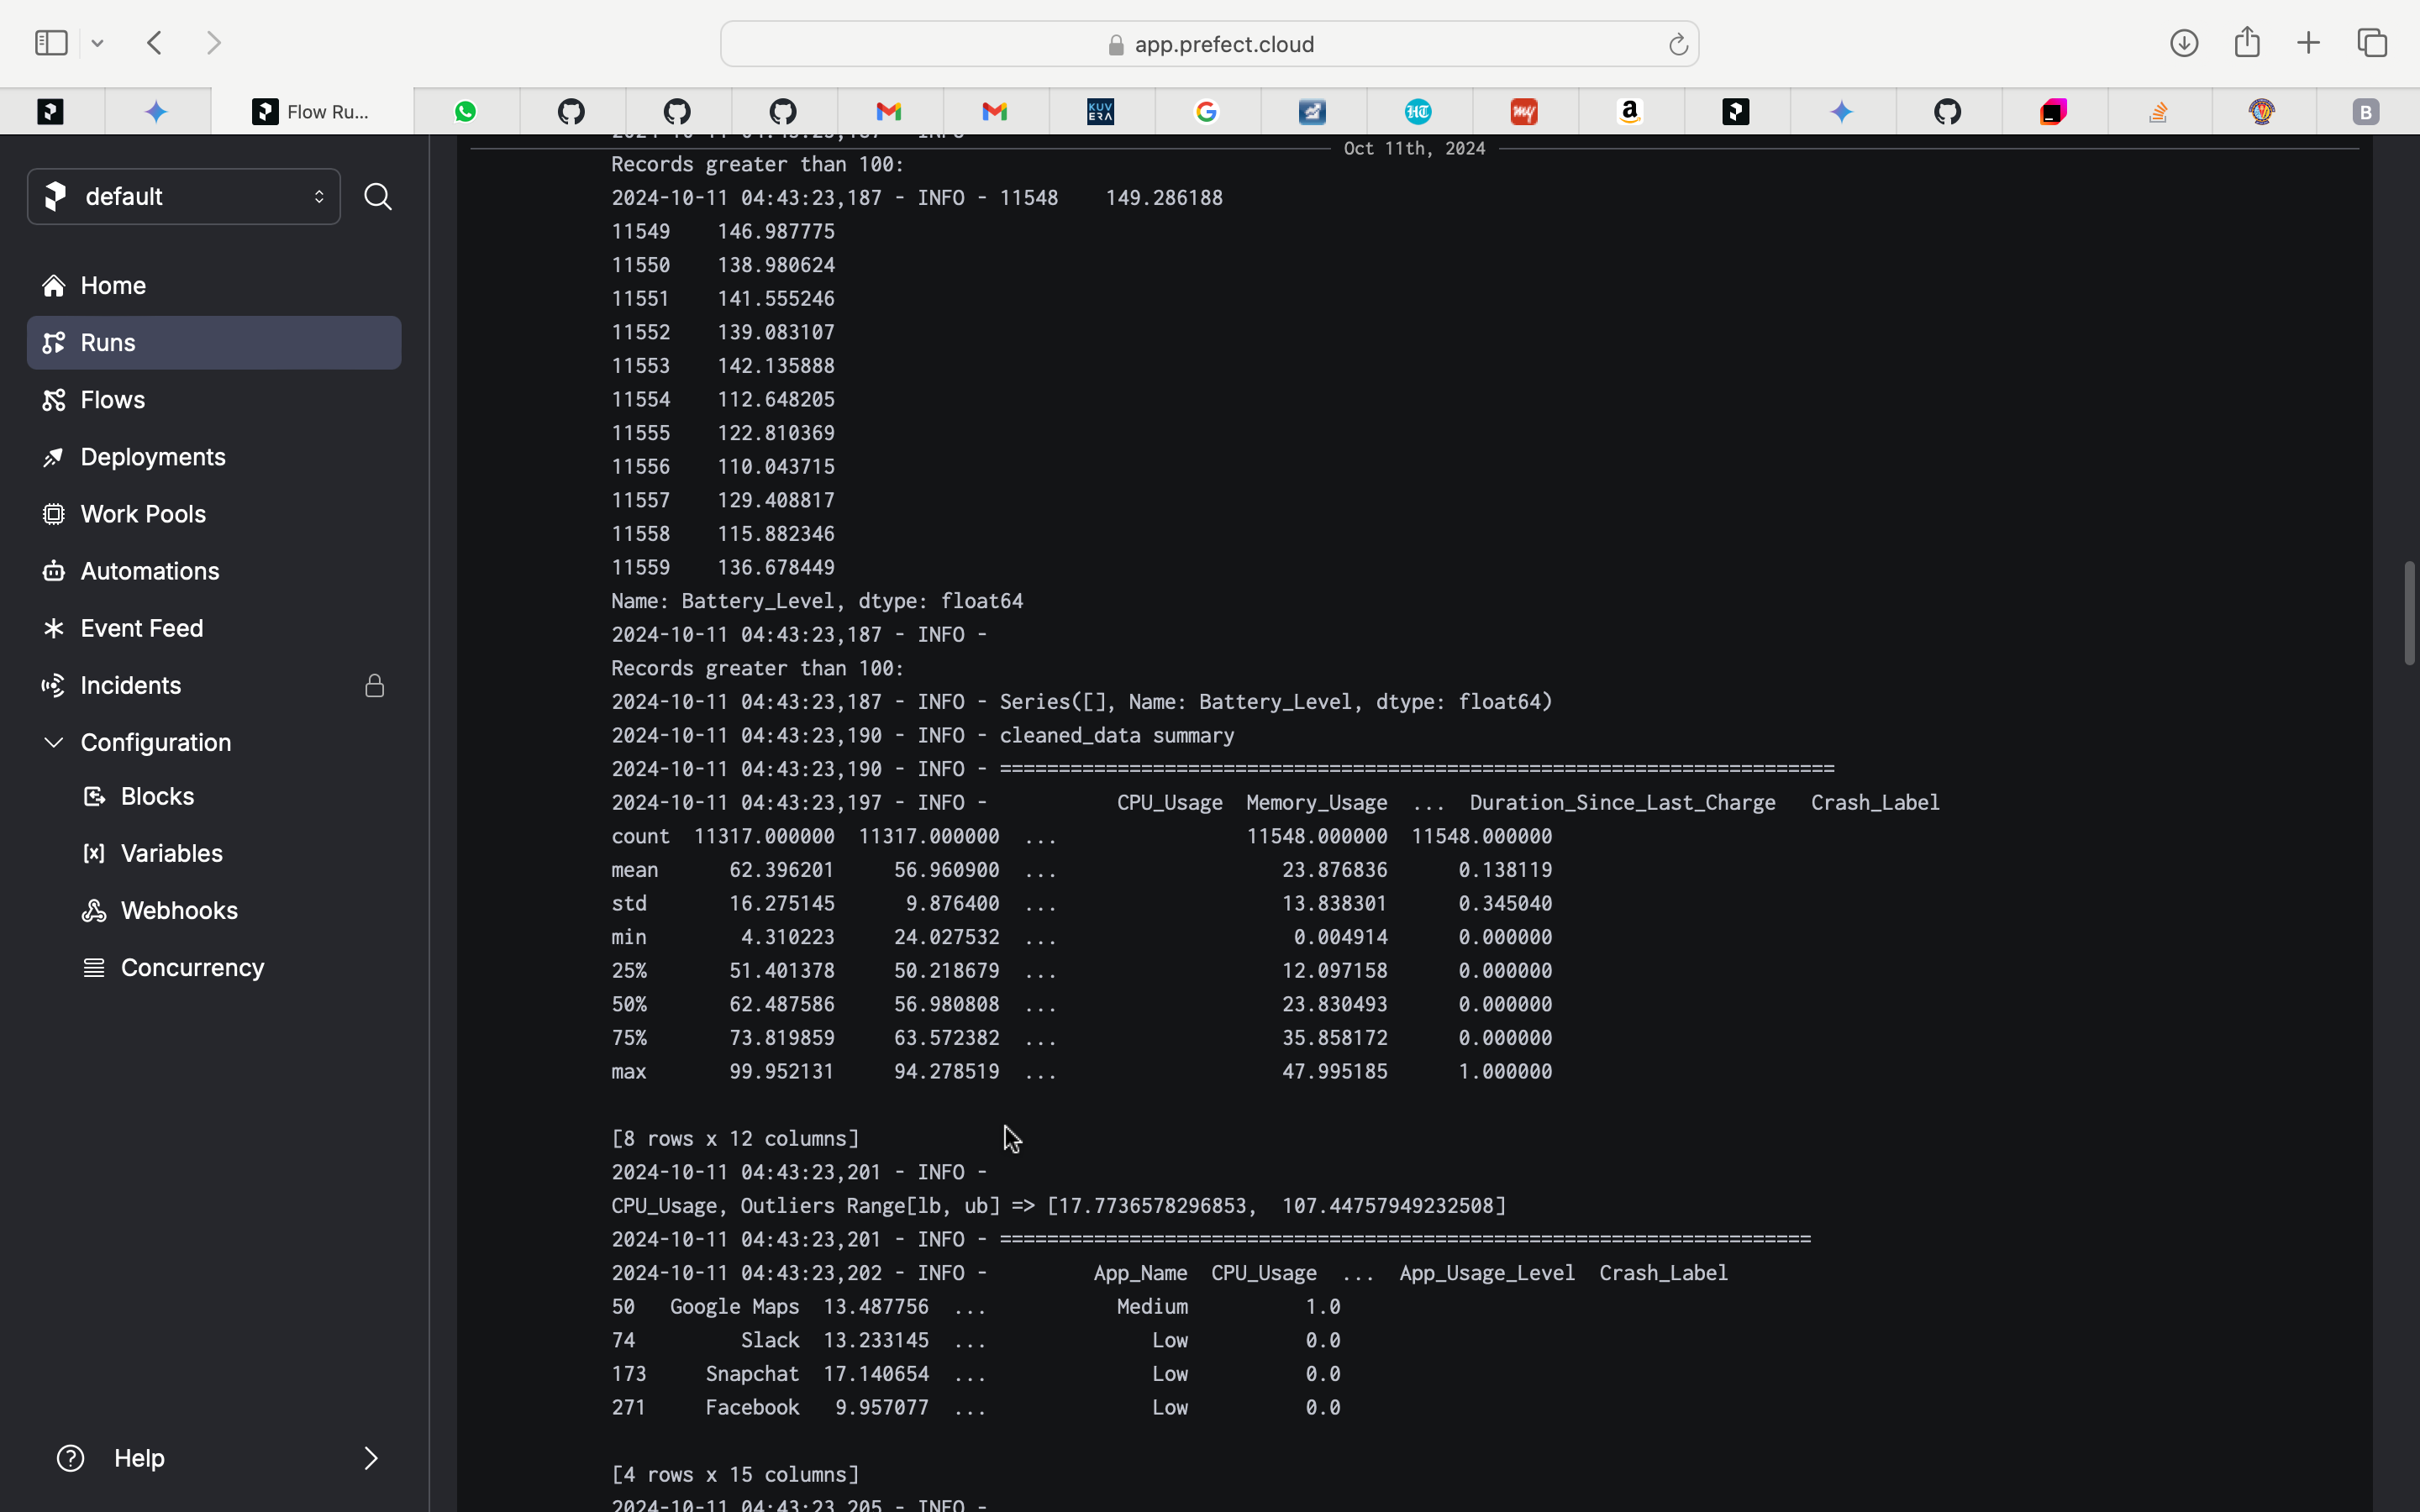 app.prefect.cloud
Flow Ru...
KUV
ERA
HT
my
a
B
default
Home
Runs
Flows
Deployments
Work Pools
Automations
Event Feed
Incidents
Configuration
Blocks
Variables
Webhooks
Concurrency
Help
Oct 11th, 2024
Records greater than 100:
2024-10-11 04:43:23,187 - INFO - 11548    149.286188
11549    146.987775
11550    138.980624
11551    141.555246
11552    139.083107
11553    142.135888
11554    112.648205
11555    122.810369
11556    110.043715
11557    129.408817
11558    115.882346
11559    136.678449
Name: Battery_Level, dtype: float64
2024-10-11 04:43:23,187 - INFO -
Records greater than 100:
2024-10-11 04:43:23,187 - INFO - Series([], Name: Battery_Level, dtype: float64)
2024-10-11 04:43:23,190 - INFO - cleaned_data summary
2024-10-11 04:43:23,190 - INFO - =======================================================================
2024-10-11 04:43:23,197 - INFO -           CPU_Usage  Memory_Usage  ...  Duration_Since_Last_Charge   Crash_Label
count  11317.000000  11317.000000  ...                11548.000000  11548.000000
mean      62.396201     56.960900  ...                   23.876836      0.138119
std       16.275145      9.876400  ...                   13.838301      0.345040
min        4.310223     24.027532  ...                    0.004914      0.000000
25%       51.401378     50.218679  ...                   12.097158      0.000000
50%       62.487586     56.980808  ...                   23.830493      0.000000
75%       73.819859     63.572382  ...                   35.858172      0.000000
max       99.952131     94.278519  ...                   47.995185      1.000000
[8 rows x 12 columns]
2024-10-11 04:43:23,201 - INFO -
CPU_Usage, Outliers Range[lb, ub] => [17.7736578296853,  107.44757949232508]
2024-10-11 04:43:23,201 - INFO - =====================================================================
2024-10-11 04:43:23,202 - INFO -         App_Name  CPU_Usage  ...  App_Usage_Level  Crash_Label
50   Google Maps  13.487756  ...           Medium          1.0
74         Slack  13.233145  ...              Low          0.0
173     Snapchat  17.140654  ...              Low          0.0
271     Facebook   9.957077  ...              Low          0.0
[4 rows x 15 columns]
2024-10-11 04:43:23,205 - INFO -